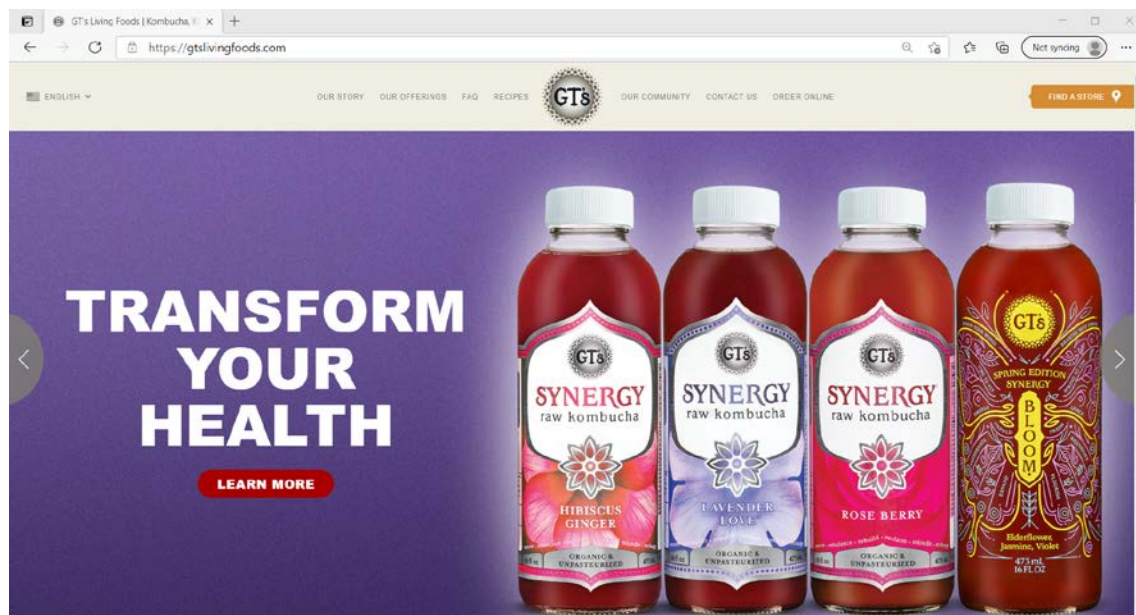 GT's Living Foods | Kombucha, K
https://gtslivingfoods.com
Not syncing
ENGLISH
OUR STORY OUR OFFERINGS FAQ RECIPES
GT's
OUR COMMUNITY CONTACT US ORDER ONLINE
FIND A STORE
TRANSFORM
YOUR
HEALTH
LEARN MORE
GT's
SYNERGY
raw kombucha
HIBISCUS
GINGER
ORGANIC &
UNPASTEURIZED
GT's
SYNERGY
raw kombucha
LAVENDER
LOVE
ORGANIC &
UNPASTEURIZED
GT's
SYNERGY
raw kombucha
ROSE BERRY
ORGANIC &
UNPASTEURIZED
GT's
SPRING EDITION
SYNERGY
BLOOM
Elderflower,
Jasmine, Violet
473 mL
16 FL OZ